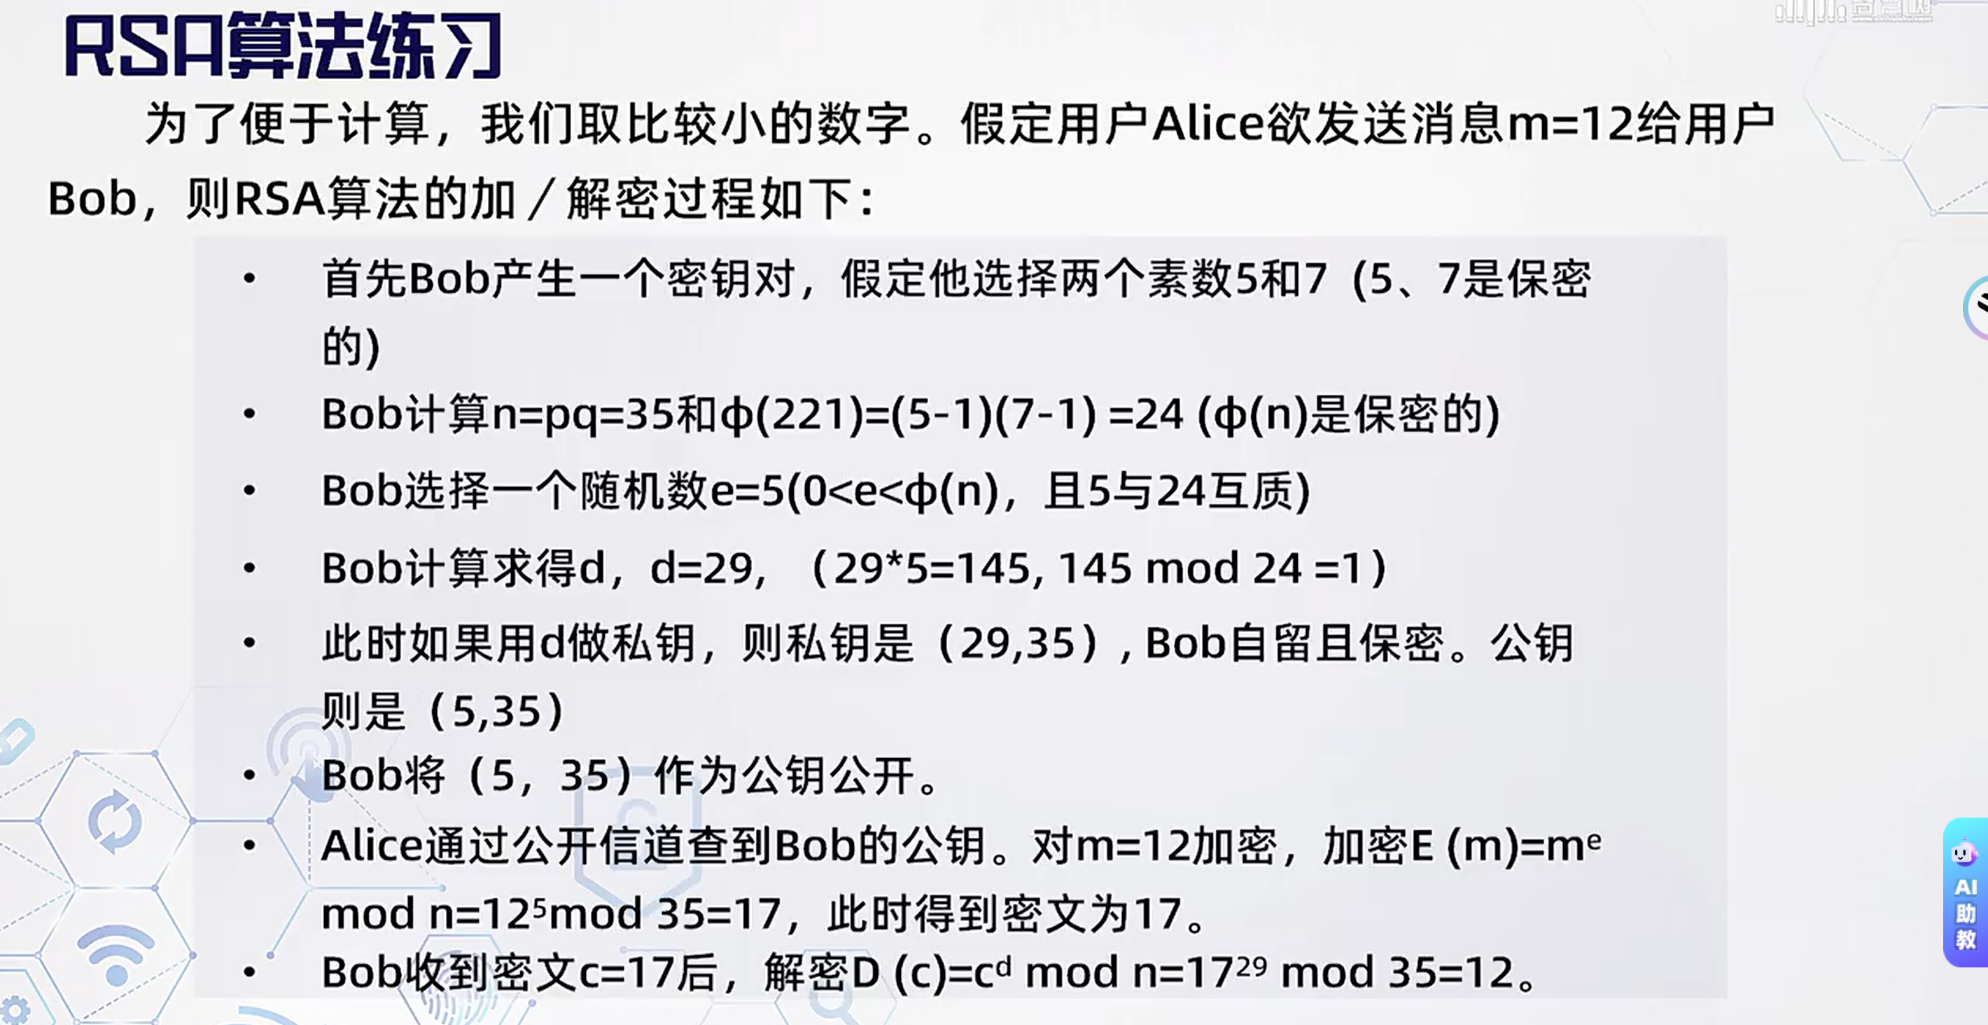 RSA算法练习
为了便于计算，我们取比较小的数字。假定用户Alice欲发送消息m=12给用户
Bob，则RSA算法的加／解密过程如下：
• 首先Bob产生一个密钥对，假定他选择两个素数5和7（5、7是保密
的)
• Bob计算n=pq=35和ф(221)=(5-1)(7-1) =24 (ф(n)是保密的)
• Bob选择一个随机数e=5(0<e<ф(n)，且5与24互质)
• Bob计算求得d，d=29，（29*5=145, 145 mod 24 =1）
• 此时如果用d做私钥，则私钥是（29,35）, Bob自留且保密。公钥
则是（5,35）
• Bob将（5，35）作为公钥公开。
• Alice通过公开信道查到Bob的公钥。对m=12加密，加密E (m)=mᵉ
mod n=12⁵mod 35=17，此时得到密文为17。
• Bob收到密文c=17后，解密D (c)=cᵈ mod n=17²⁹ mod 35=12。
AI
助
教